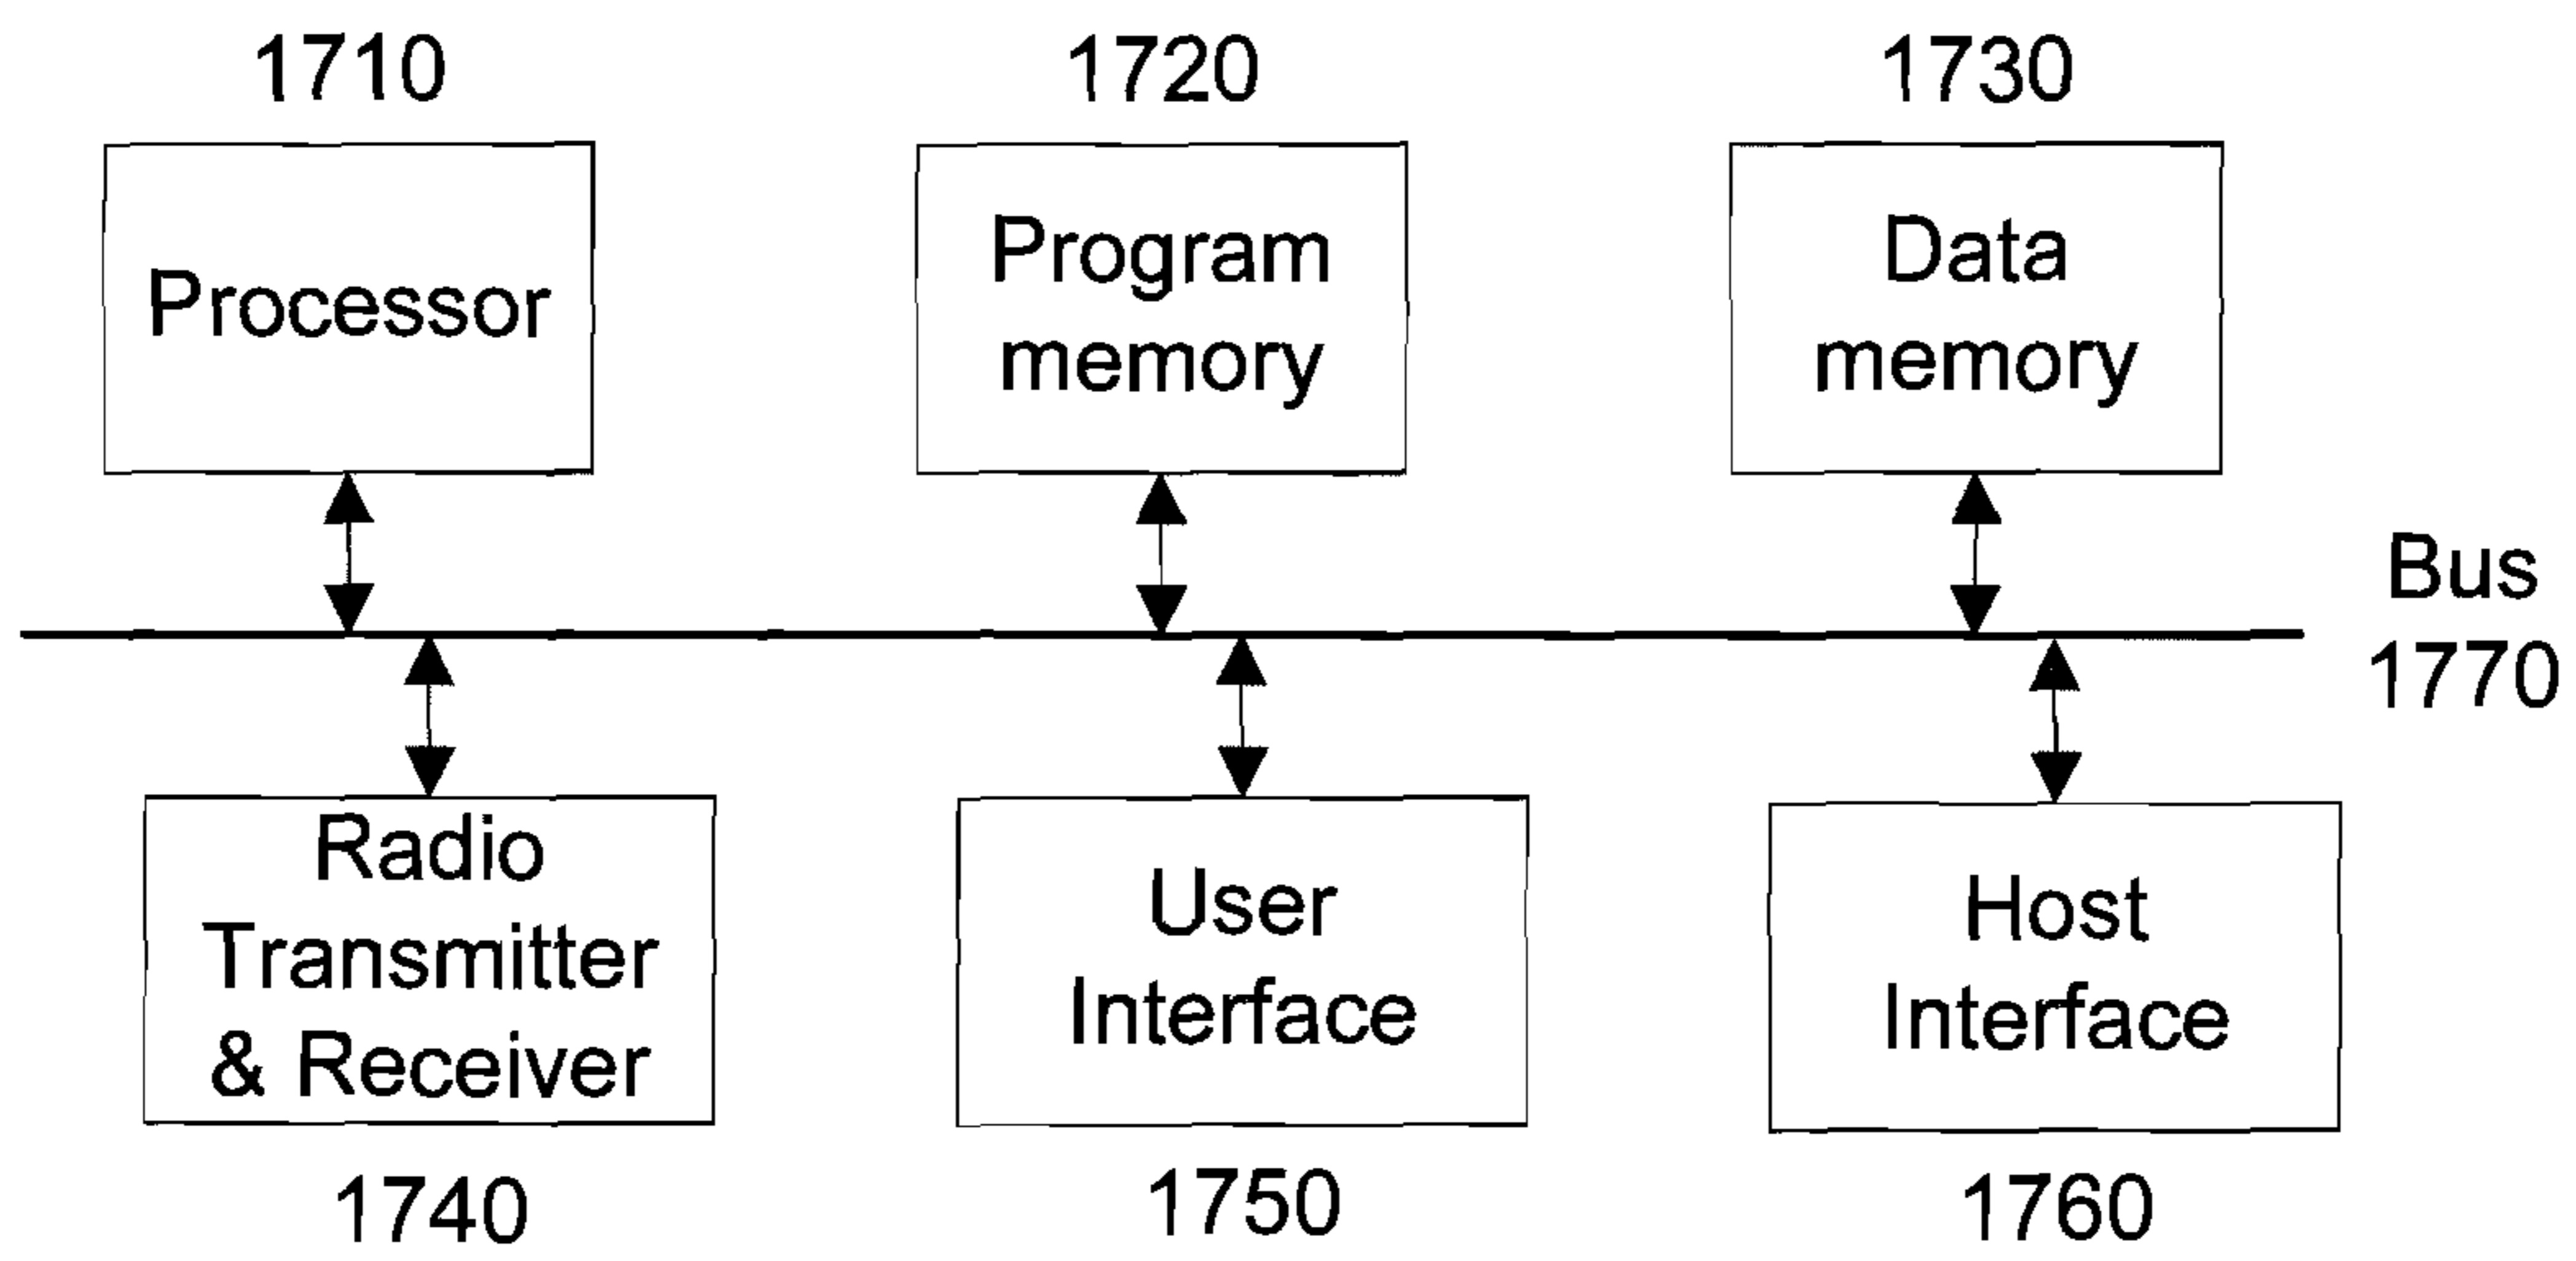 1710
1720
1730
Processor
Program
memory
Data
memory
Bus
1770
Radio
Transmitter
& Receiver
User
Interface
Host
Interface
1740
1750
1760